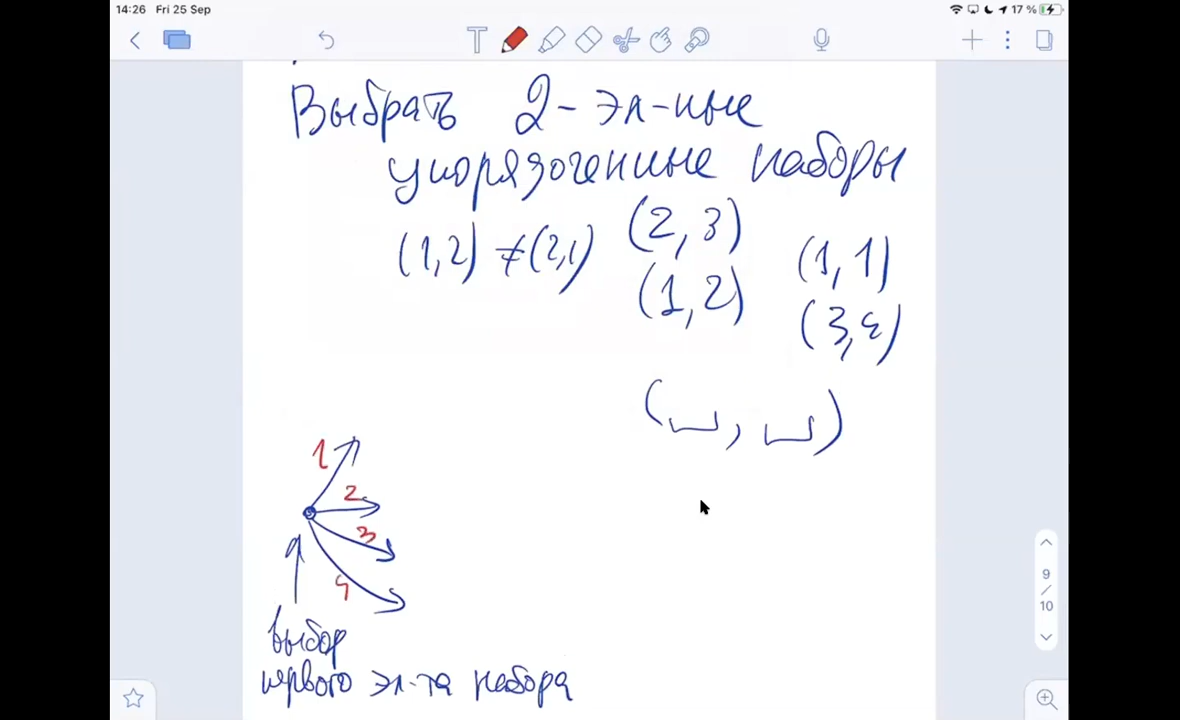 14:26 Fri 25 Sep 17 %
T
Выбрать 2-эл-ные
упорядоченные наборы
(1,2) ≠ (2,1) (2,3) (1,1)
(1,2) (3,ε)
( , )
1
2
3
4
выбор
первого эл-та набора
9
/
10